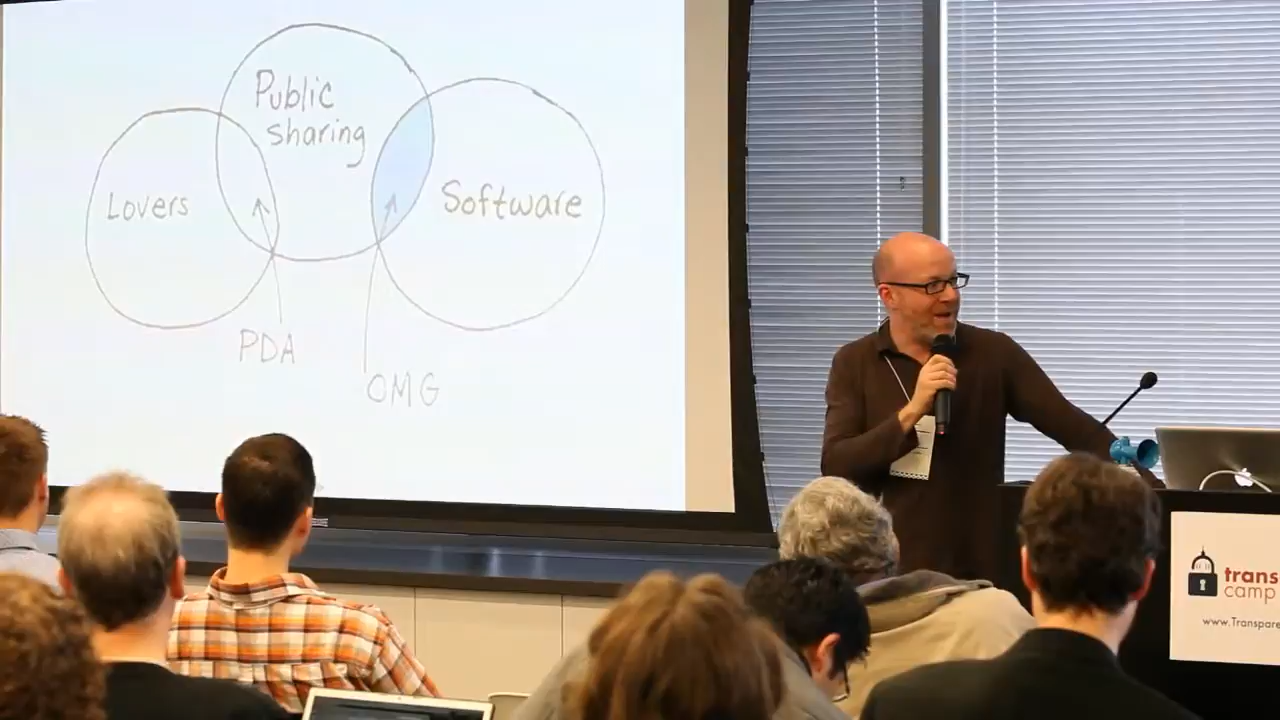 Public
sharing
Lovers
Software
PDA
OMG
trans
camp
www.Transpare